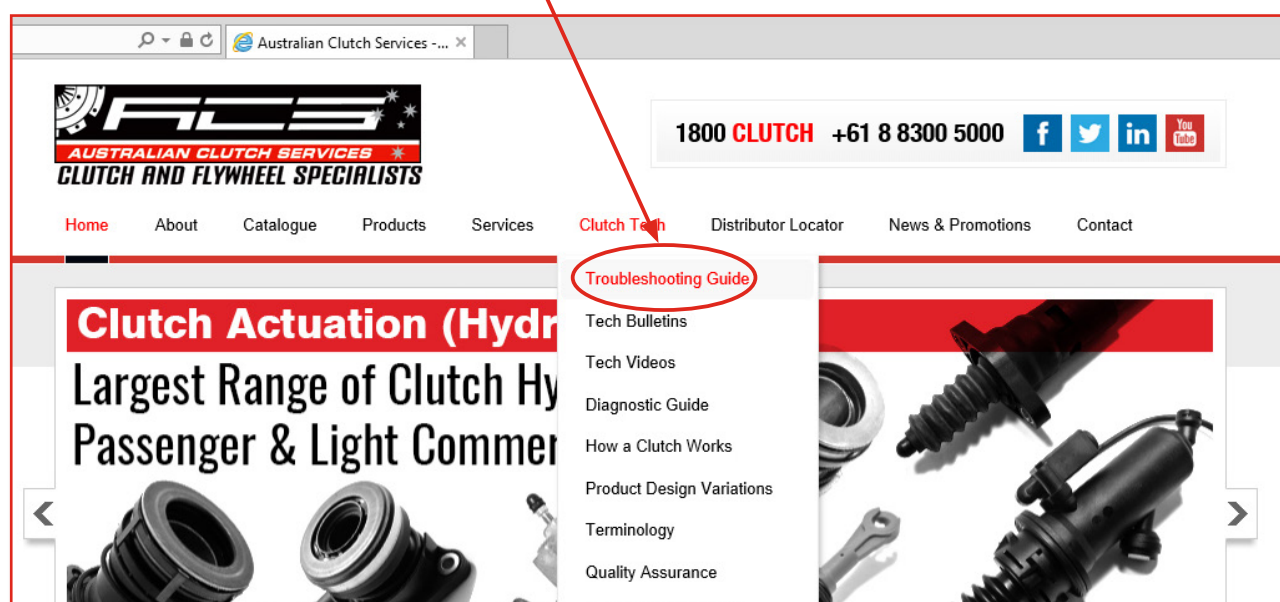 Australian Clutch Services -...
ACS
AUSTRALIAN CLUTCH SERVICES
CLUTCH AND FLYWHEEL SPECIALISTS
1800 CLUTCH +61 8 8300 5000
f
in
You
Tube
Home About Catalogue Products Services Clutch Tech Distributor Locator News & Promotions Contact
Troubleshooting Guide
Tech Bulletins
Tech Videos
Diagnostic Guide
How a Clutch Works
Product Design Variations
Terminology
Quality Assurance
Clutch Actuation (Hydr
Largest Range of Clutch Hy
Passenger & Light Commer